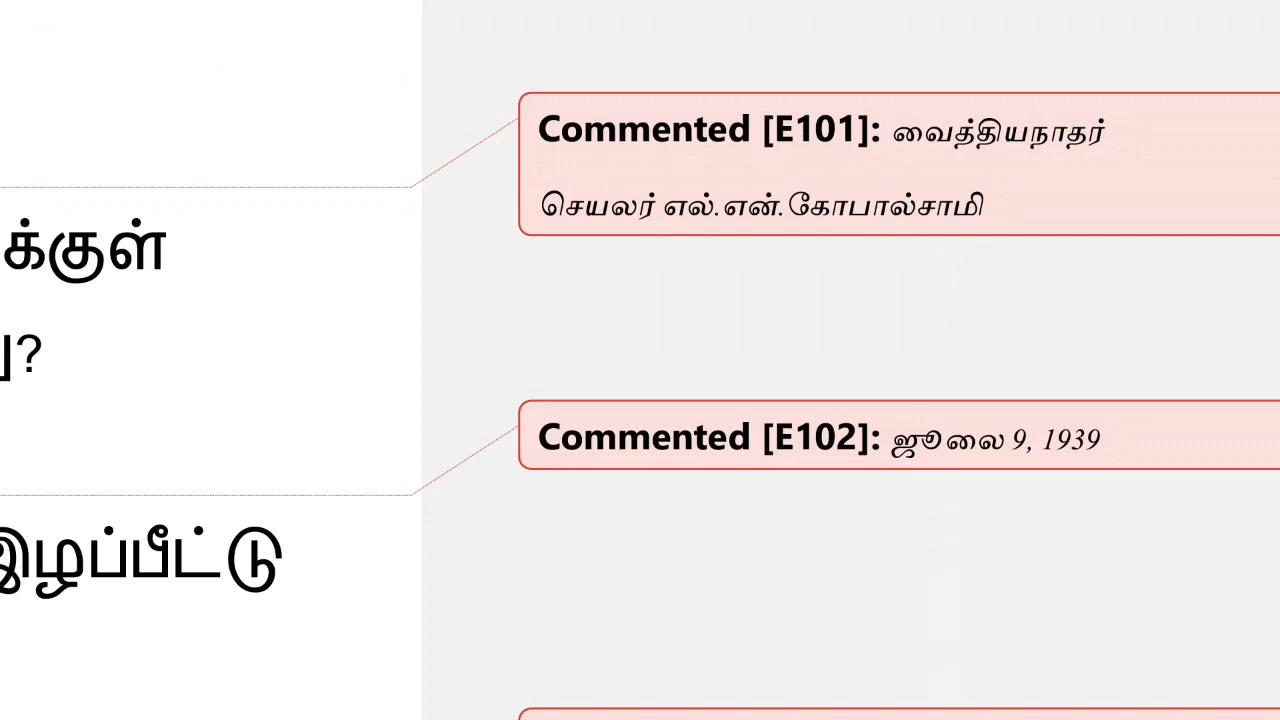 Commented [E101]: வைத்தியநாதர்
செயலர் எல்.என்.கோபால்சாமி
க்குள்
?
Commented [E102]: ஜூலை 9, 1939
இழப்பீட்டு